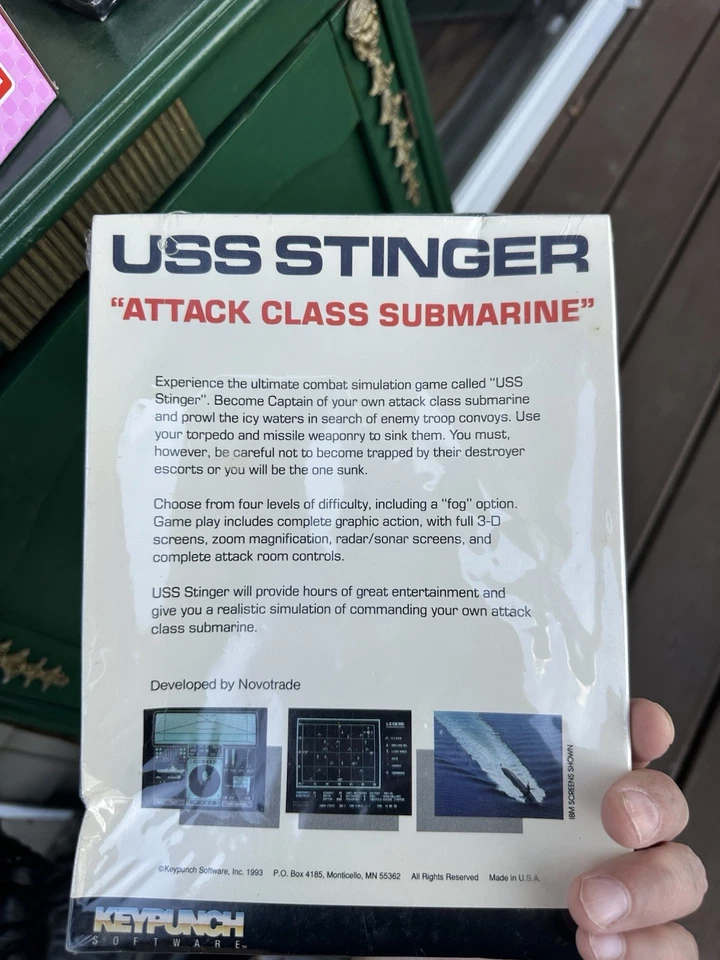 USS STINGER
"ATTACK CLASS SUBMARINE"
Experience the ultimate combat simulation game called "USS
Stinger". Become Captain of your own attack class submarine
and prowl the icy waters in search of enemy troop convoys. Use
your torpedo and missile weaponry to sink them. You must,
however, be careful not to become trapped by their destroyer
escorts or you will be the one sunk.
Choose from four levels of difficulty, including a "fog" option.
Game play includes complete graphic action, with full 3-D
screens, zoom magnification, radar/sonar screens, and
complete attack room controls.
USS Stinger will provide hours of great entertainment and
give you a realistic simulation of commanding your own attack
class submarine.
Developed by Novotrade
LEGEND
IBM SCREENS SHOWN
©Keypunch Software, Inc. 1993 P.O. Box 4185, Monticello, MN 55362 All Rights Reserved Made in U.S.A.
KEYPUNCH
SOFTWARE™